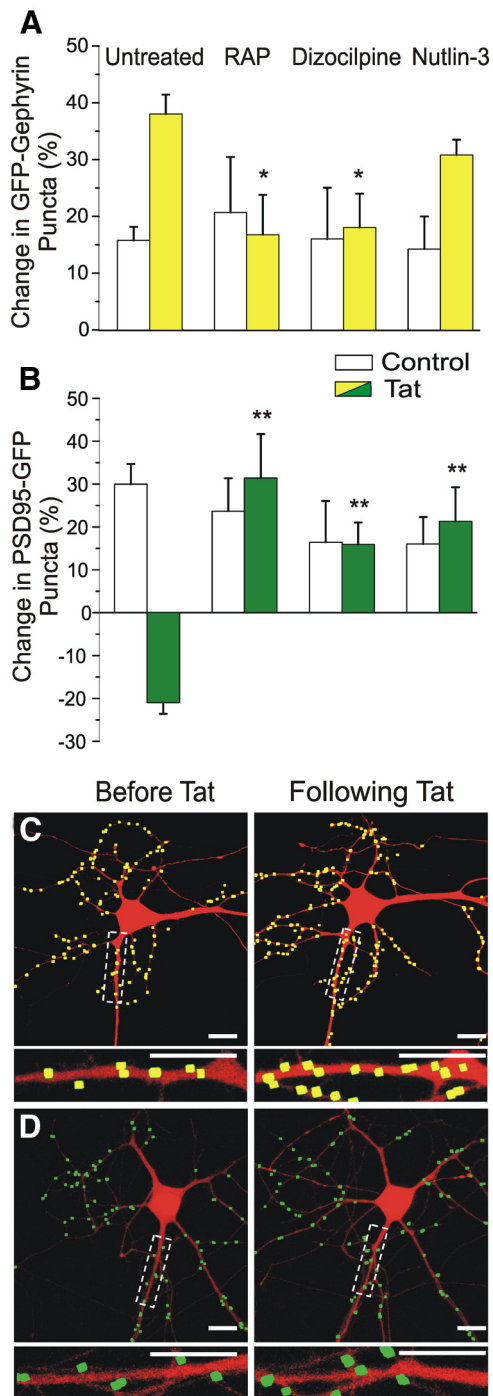 A
Untreated RAP Dizocilpine Nutlin-3
Change in GFP-Gephyrin
Puncta (%)
50
40
30
20
10
0
* *
Control
Tat
B
Change in PSD95-GFP
Puncta (%)
50
40
30
20
10
0
-10
-20
-30
** ** **
Before Tat Following Tat
C
D